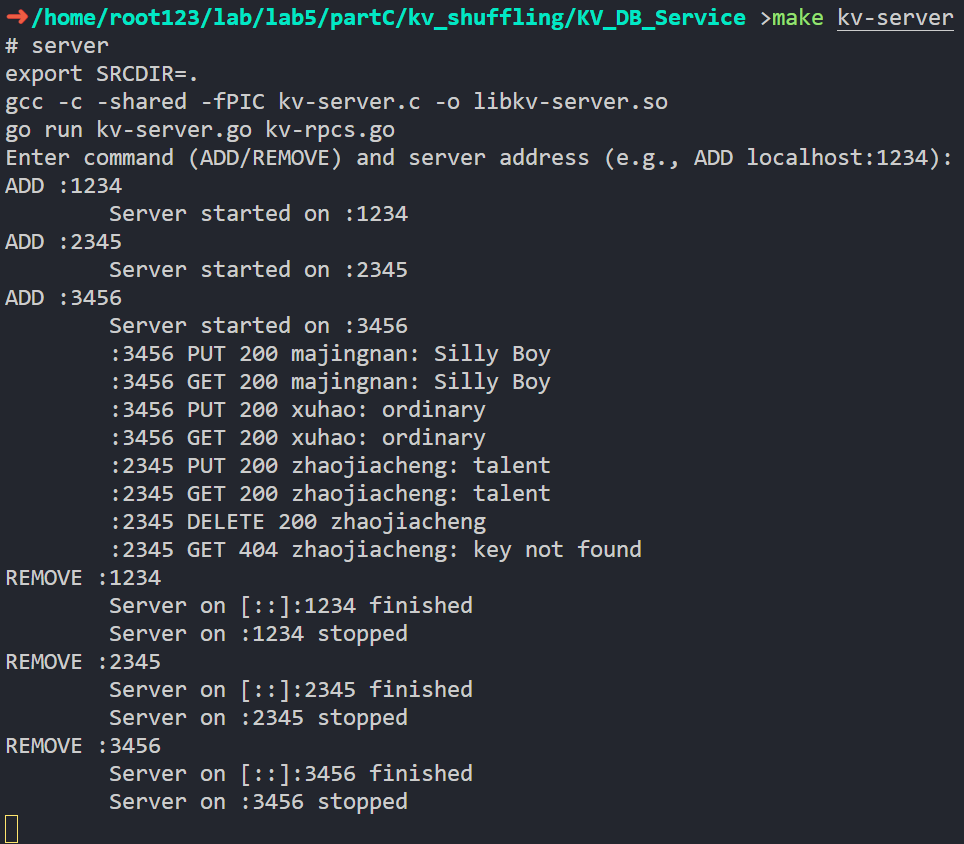 ➜/home/root123/lab/lab5/partC/kv_shuffling/KV_DB_Service >make kv-server
# server
export SRCDIR=.
gcc -c -shared -fPIC kv-server.c -o libkv-server.so
go run kv-server.go kv-rpcs.go
Enter command (ADD/REMOVE) and server address (e.g., ADD localhost:1234):
ADD :1234
        Server started on :1234
ADD :2345
        Server started on :2345
ADD :3456
        Server started on :3456
        :3456 PUT 200 majingnan: Silly Boy
        :3456 GET 200 majingnan: Silly Boy
        :3456 PUT 200 xuhao: ordinary
        :3456 GET 200 xuhao: ordinary
        :2345 PUT 200 zhaojiacheng: talent
        :2345 GET 200 zhaojiacheng: talent
        :2345 DELETE 200 zhaojiacheng
        :2345 GET 404 zhaojiacheng: key not found
REMOVE :1234
        Server on [::]:1234 finished
        Server on :1234 stopped
REMOVE :2345
        Server on [::]:2345 finished
        Server on :2345 stopped
REMOVE :3456
        Server on [::]:3456 finished
        Server on :3456 stopped